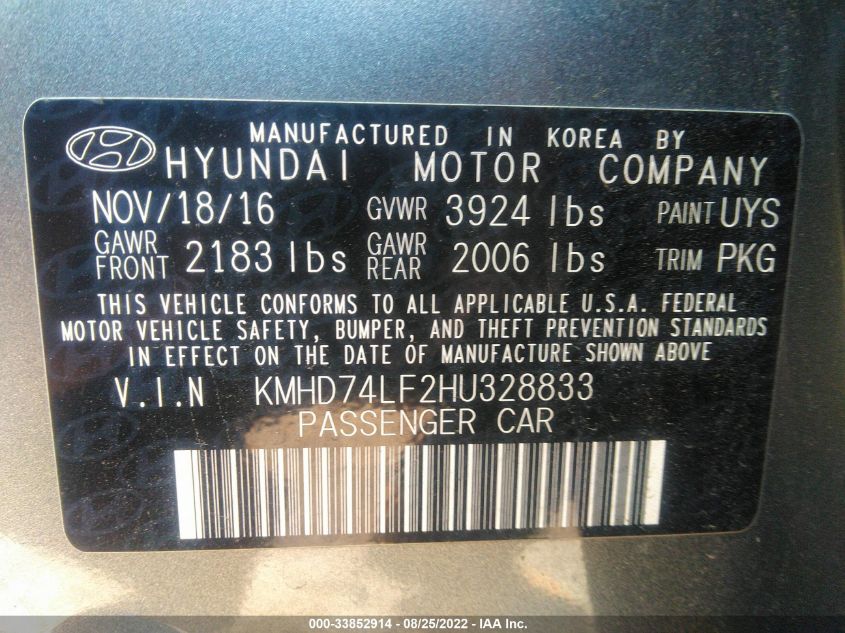 MANUFACTURED IN KOREA BY
HYUNDAI MOTOR COMPANY
NOV/18/16 GVWR 3924 lbs PAINT UYS
GAWR FRONT 2183 lbs GAWR REAR 2006 lbs TRIM PKG
THIS VEHICLE CONFORMS TO ALL APPLICABLE U.S.A. FEDERAL
MOTOR VEHICLE SAFETY, BUMPER, AND THEFT PREVENTION STANDARDS
IN EFFECT ON THE DATE OF MANUFACTURE SHOWN ABOVE
V.I.N KMHD74LF2HU328833
PASSENGER CAR
000-33852914 - 08/25/2022 - IAA Inc.